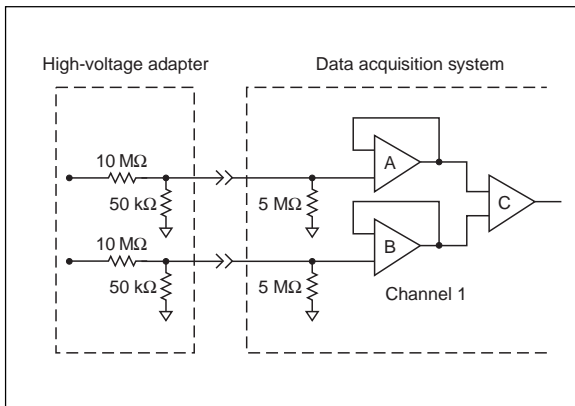 High-voltage adapter
Data acquisition system
10 MΩ
50 kΩ
5 MΩ
A
10 MΩ
50 kΩ
5 MΩ
B
C
Channel 1